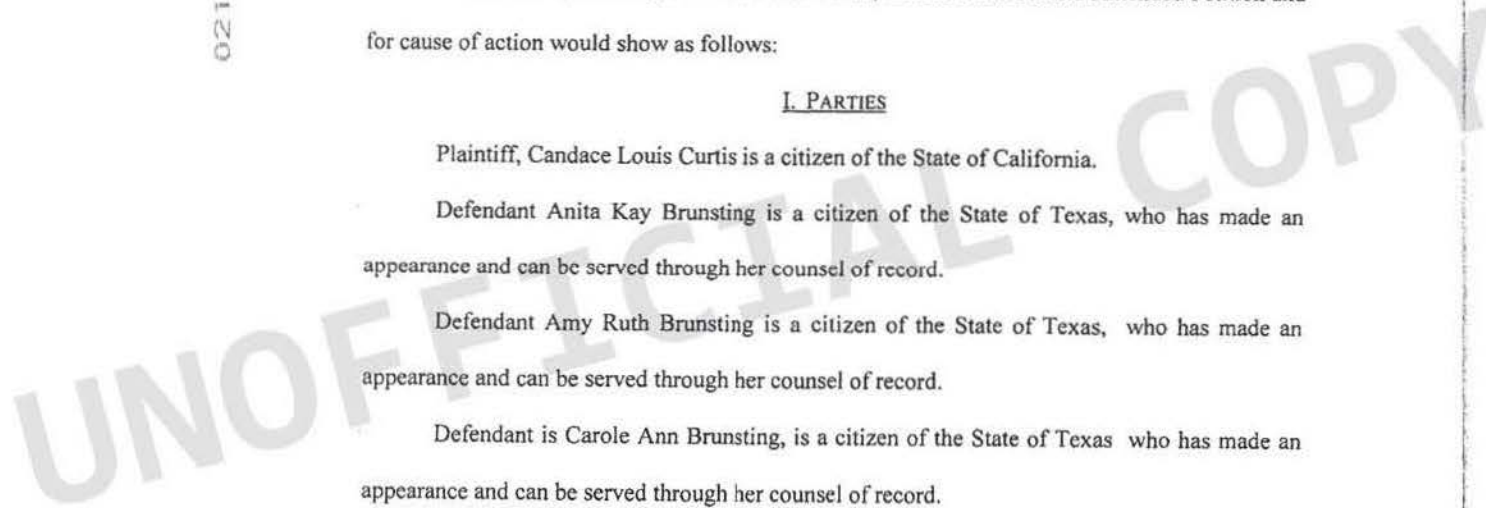 for cause of action would show as follows:
I. PARTIES
Plaintiff, Candace Louis Curtis is a citizen of the State of California.
Defendant Anita Kay Brunsting is a citizen of the State of Texas, who has made an
appearance and can be served through her counsel of record.
Defendant Amy Ruth Brunsting is a citizen of the State of Texas, who has made an
appearance and can be served through her counsel of record.
Defendant is Carole Ann Brunsting, is a citizen of the State of Texas who has made an
appearance and can be served through her counsel of record.
UNOFFICIAL COPY
021